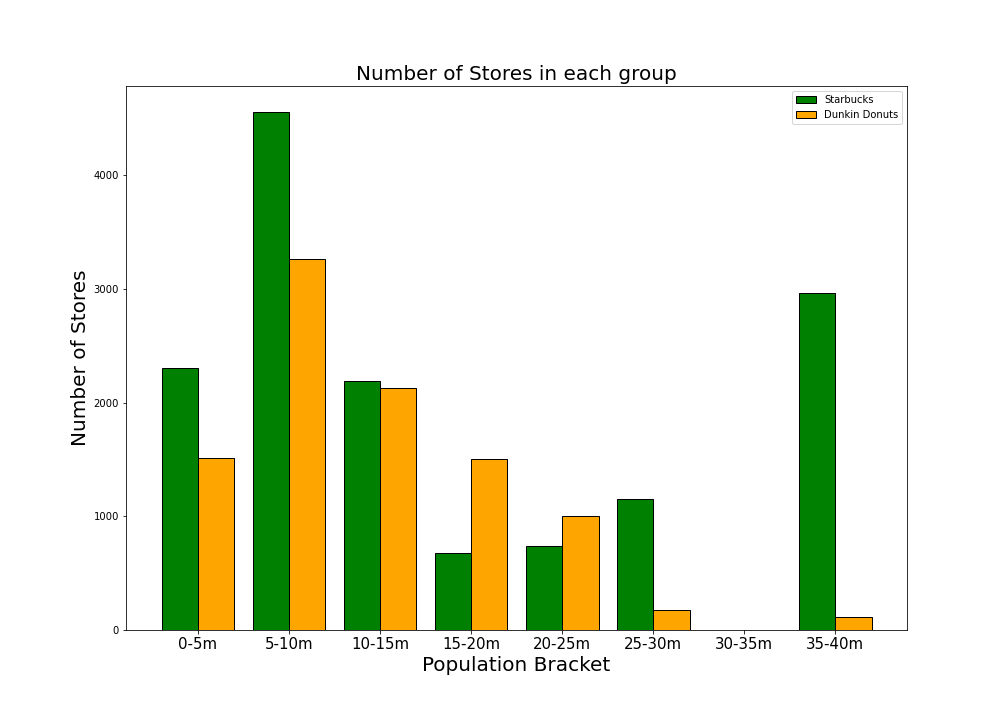 Number of Stores in each group
Starbucks
Dunkin Donuts
4000
3000
2000
1000
0
Number of Stores
0-5m 5-10m 10-15m 15-20m 20-25m 25-30m 30-35m 35-40m
Population Bracket